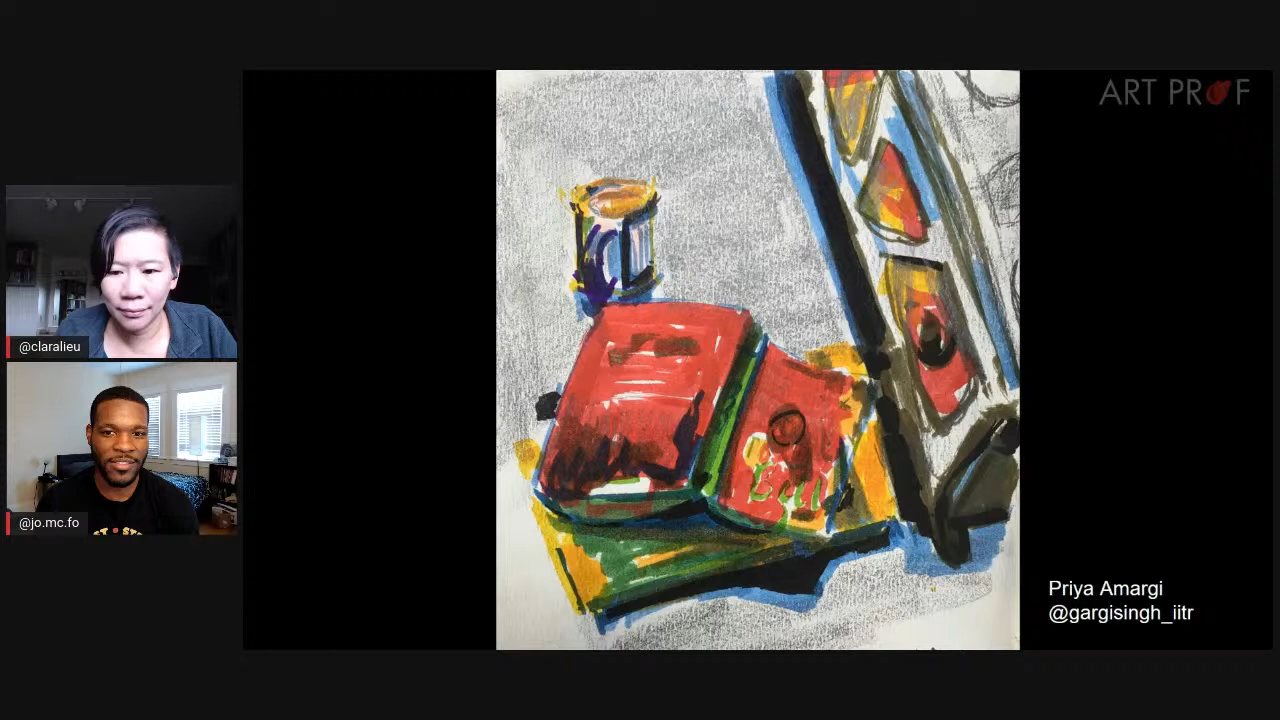 ART PROF
@claralieu
@jo.mc.fo
Priya Amargi
@gargisingh_iitr